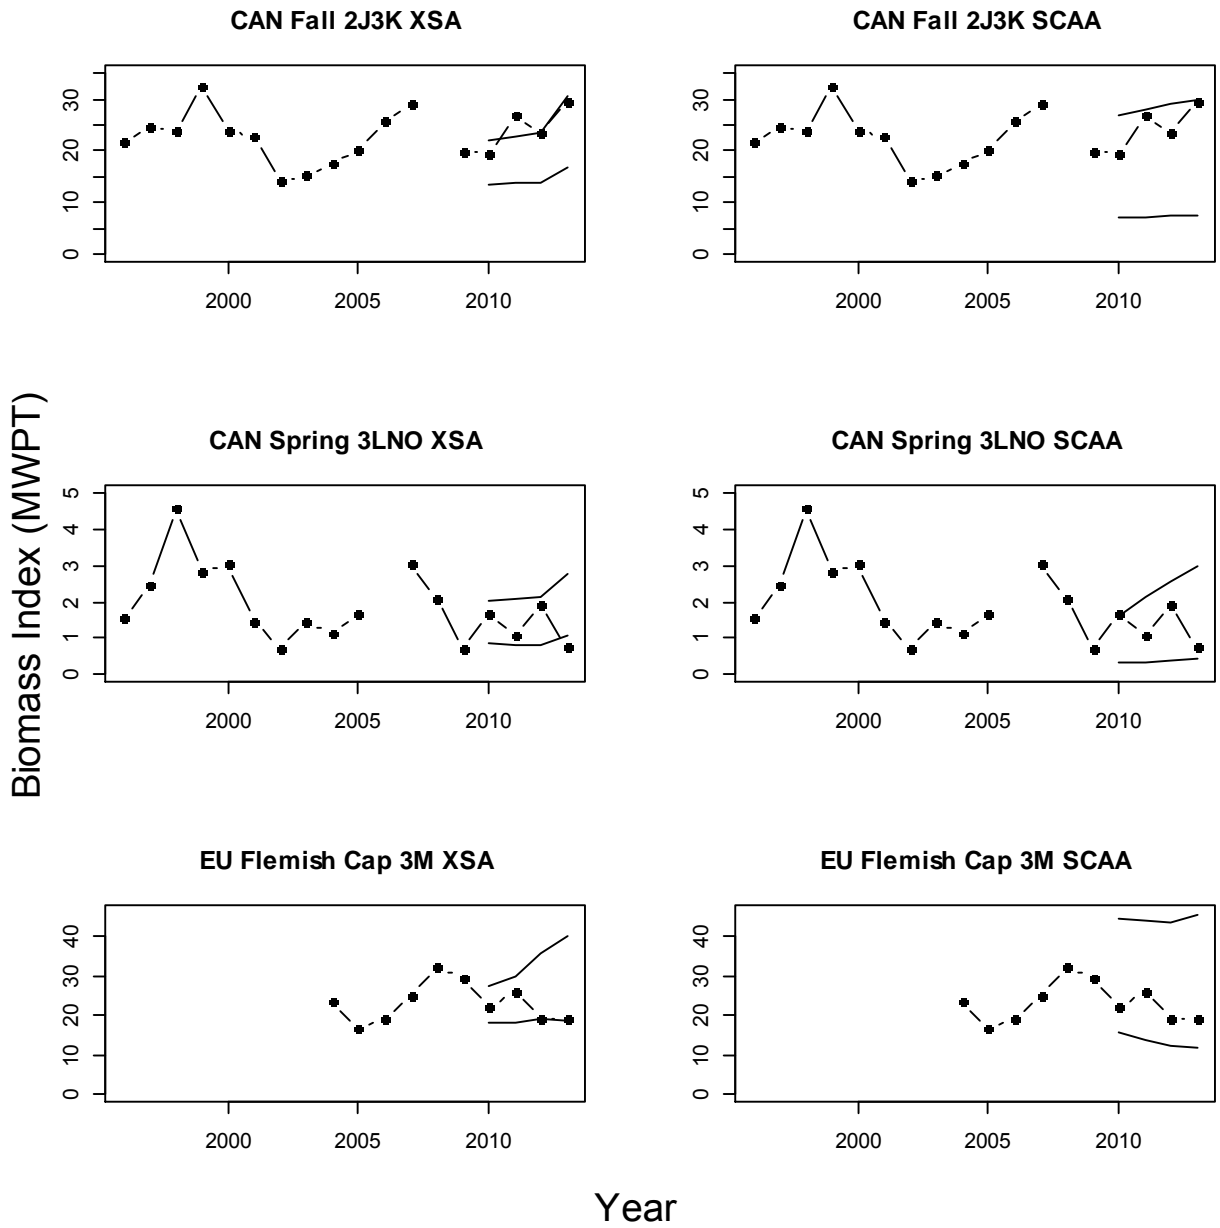 CAN Fall 2J3K XSA
CAN Fall 2J3K SCAA
30
20
10
0
2000 2005 2010
30
20
10
0
2000 2005 2010
Biomass Index (MWPT)
CAN Spring 3LNO XSA
CAN Spring 3LNO SCAA
5
4
3
2
1
0
2000 2005 2010
5
4
3
2
1
0
2000 2005 2010
EU Flemish Cap 3M XSA
EU Flemish Cap 3M SCAA
40
30
20
10
0
2000 2005 2010
40
30
20
10
0
2000 2005 2010
Year